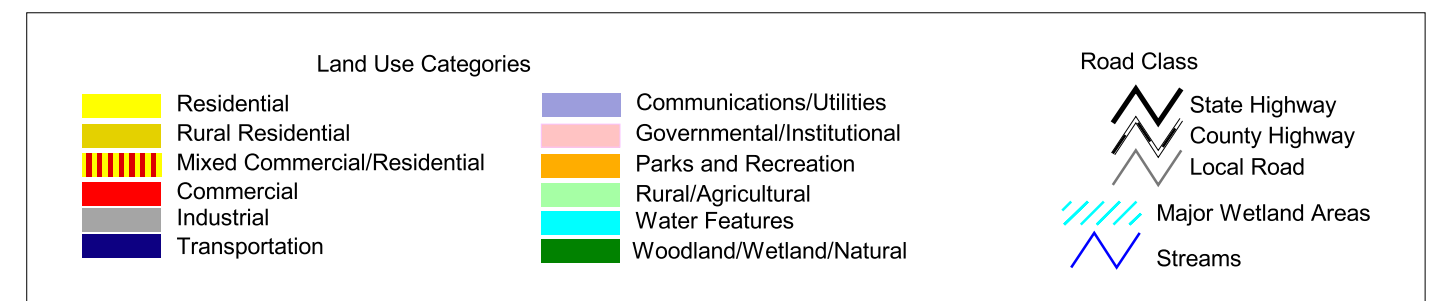 Land Use Categories
Residential
Rural Residential
Mixed Commercial/Residential
Commercial
Industrial
Transportation
Communications/Utilities
Governmental/Institutional
Parks and Recreation
Rural/Agricultural
Water Features
Woodland/Wetland/Natural
Road Class
State Highway
County Highway
Local Road
Major Wetland Areas
Streams